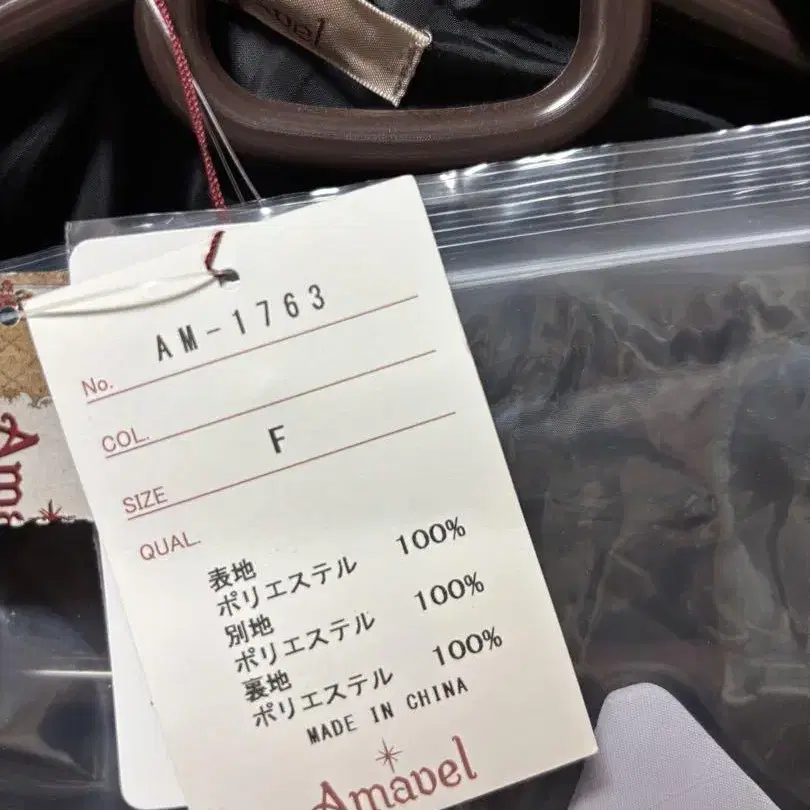 AM-1763
No.
COL.
F
SIZE
QUAL.
表地
ポリエステル 100%
別地
ポリエステル 100%
裏地
ポリエステル 100%
MADE IN CHINA
Amavel